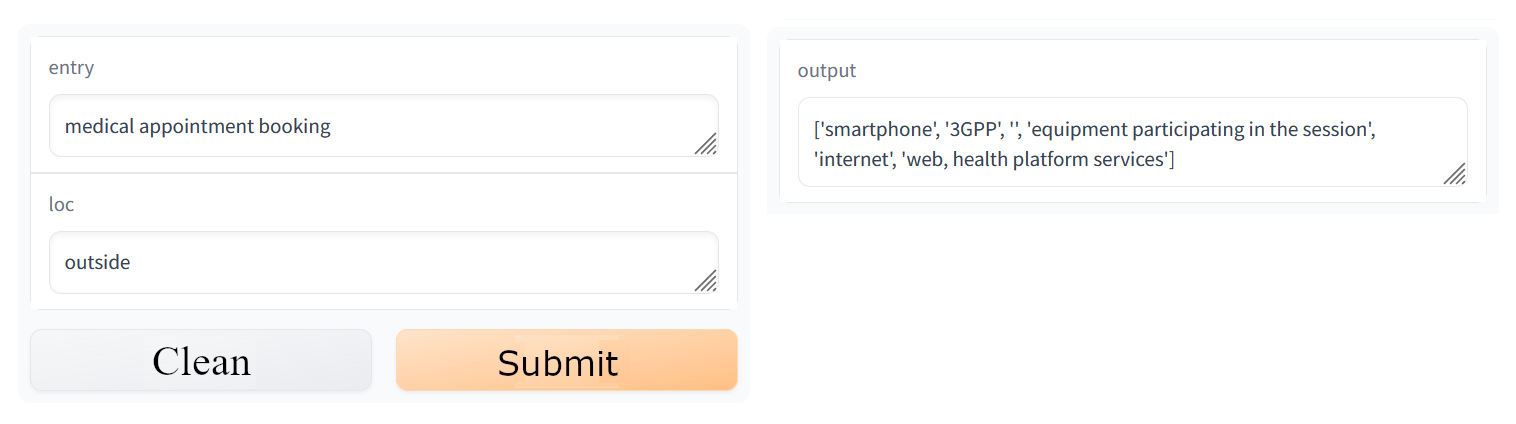 entry
medical appointment booking
loc
outside
Clean
Submit
output
['smartphone', '3GPP', '', 'equipment participating in the session',
'internet', 'web, health platform services']